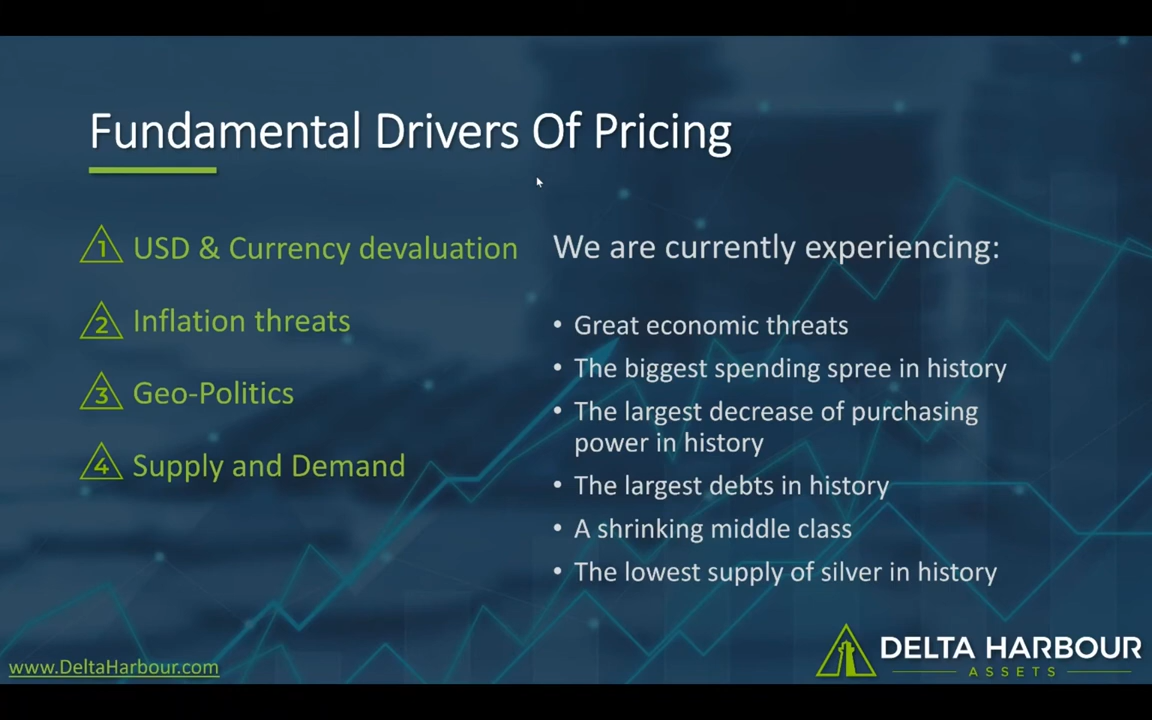 Fundamental Drivers Of Pricing
1 USD & Currency devaluation
2 Inflation threats
3 Geo-Politics
4 Supply and Demand
We are currently experiencing:
• Great economic threats
• The biggest spending spree in history
• The largest decrease of purchasing
power in history
• The largest debts in history
• A shrinking middle class
• The lowest supply of silver in history
www.DeltaHarbour.com
DELTA HARBOUR
ASSETS